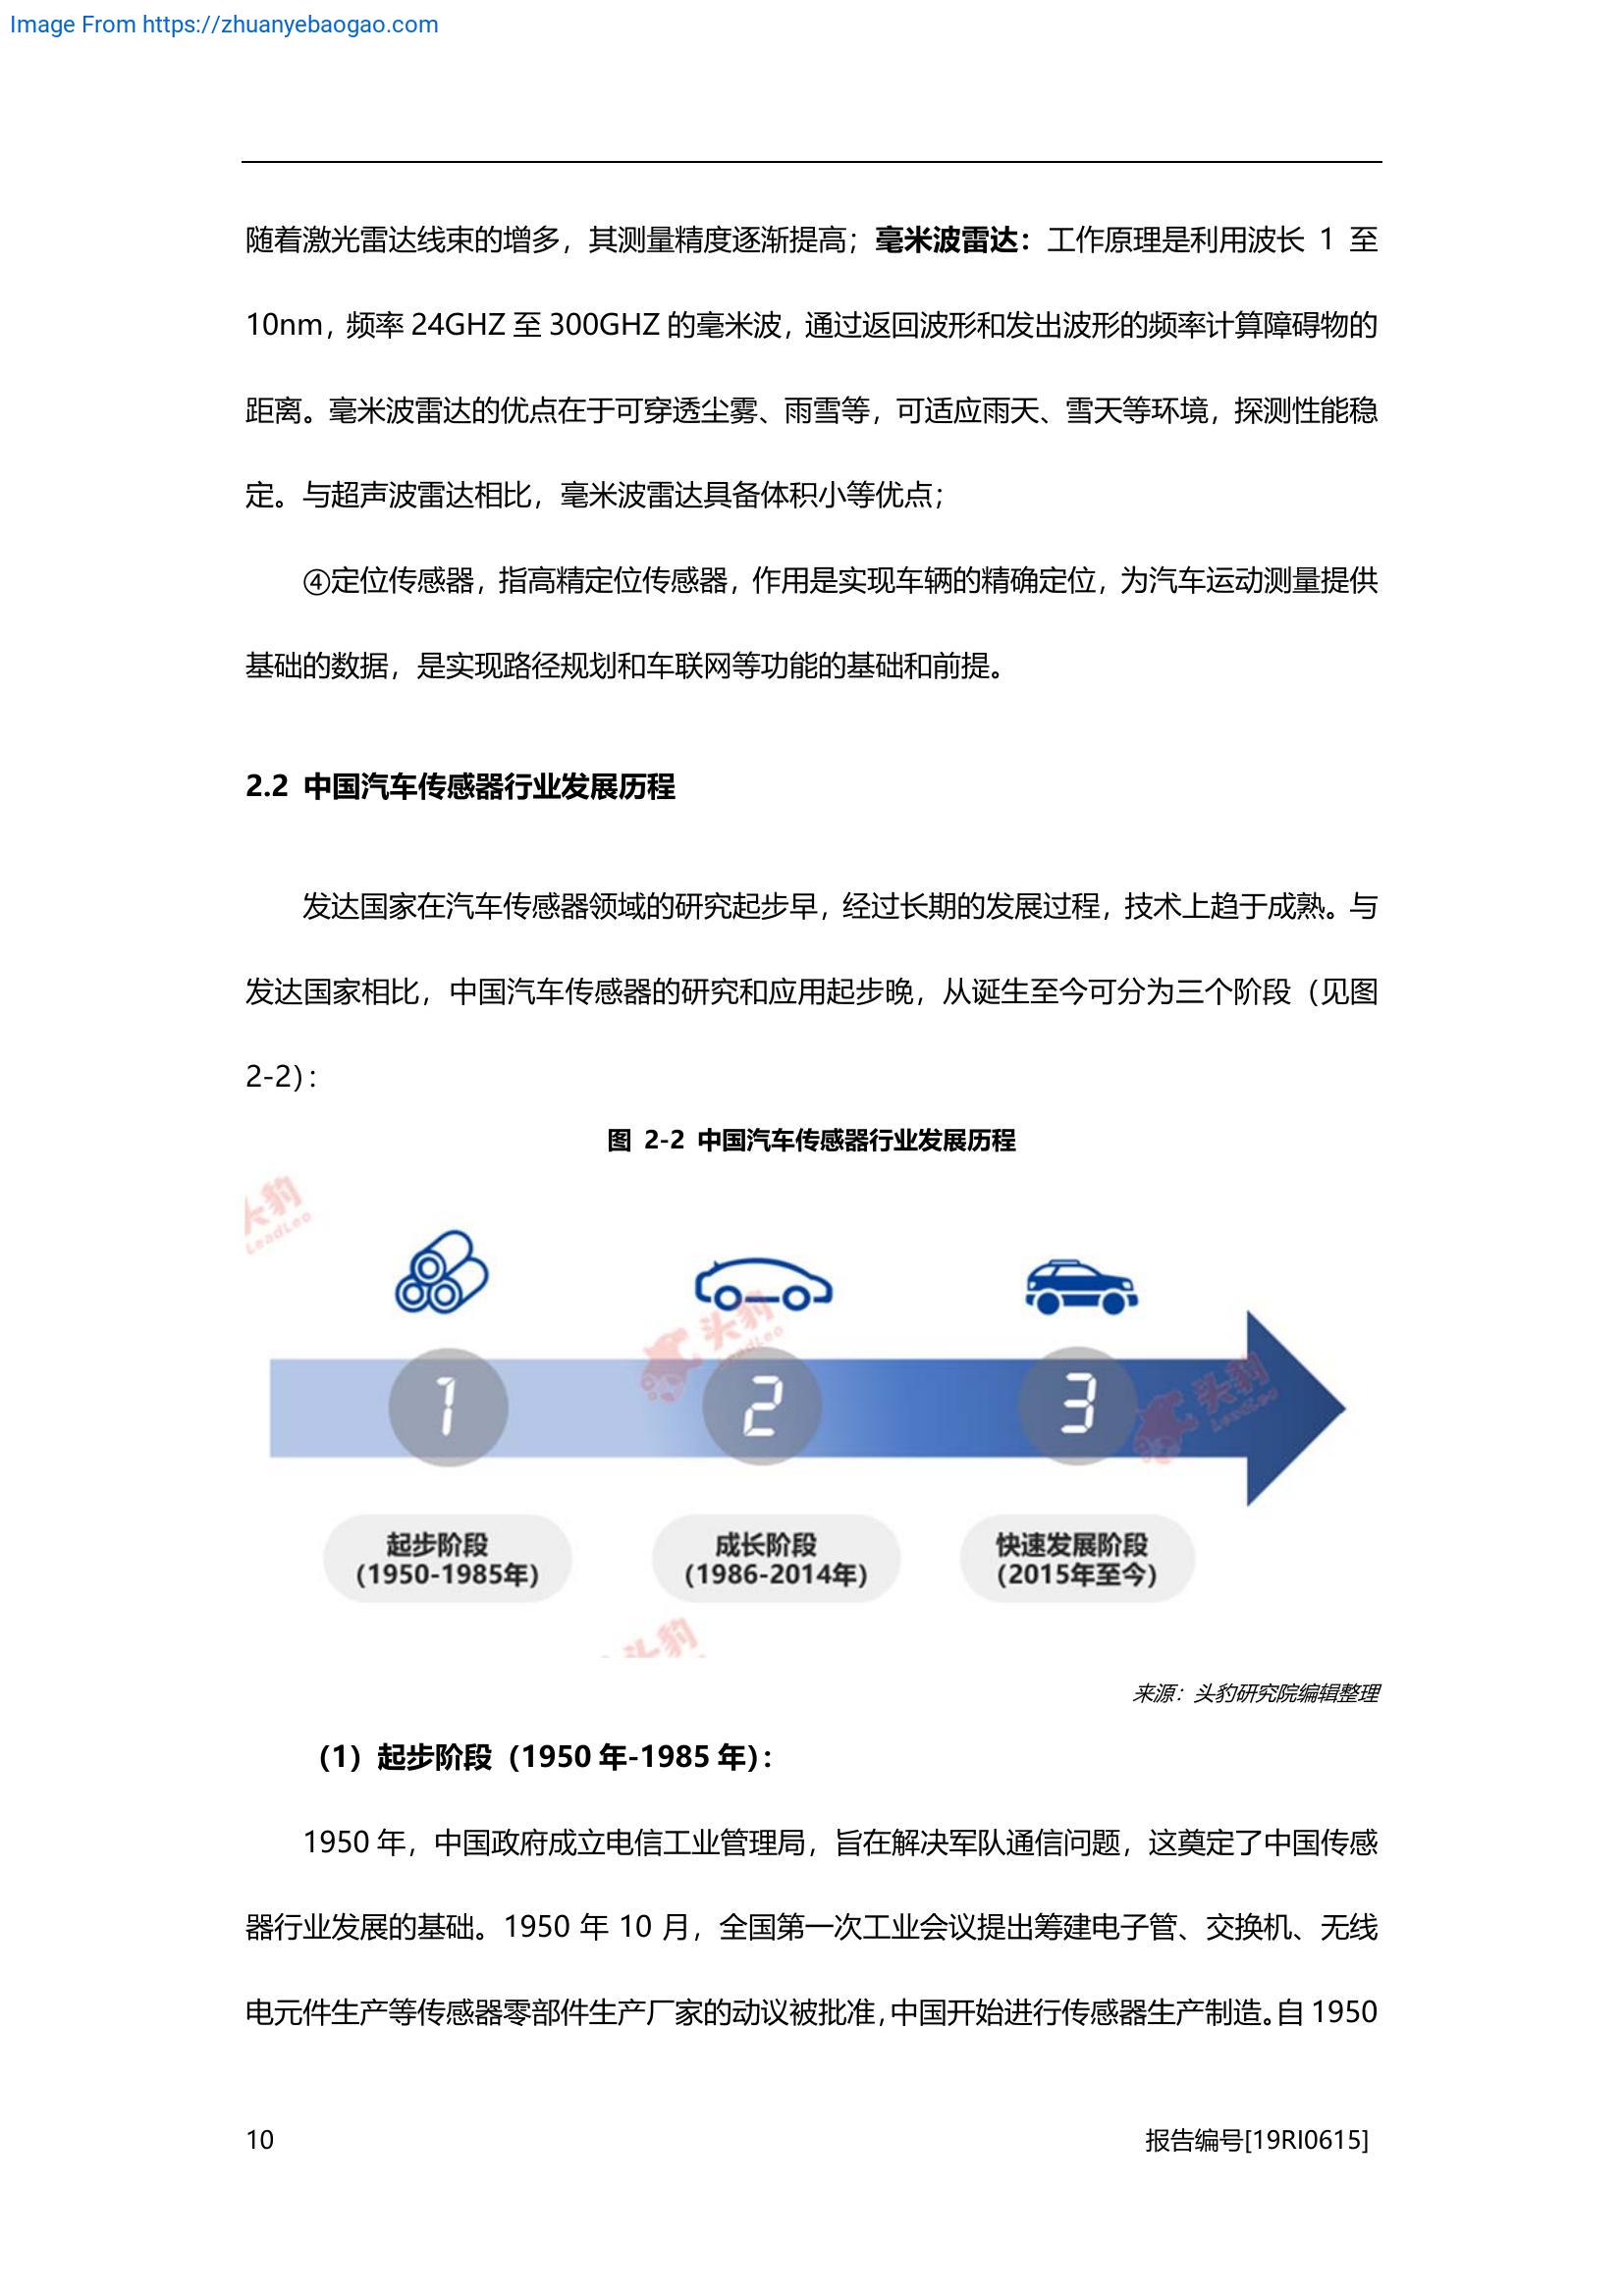 Image From https://zhuanyebaogao.com
随着激光雷达线束的增多，其测量精度逐渐提高；毫米波雷达：工作原理是利用波长 1 至
10nm，频率 24GHZ 至 300GHZ 的毫米波，通过返回波形和发出波形的频率计算障碍物的
距离。毫米波雷达的优点在于可穿透尘雾、雨雪等，可适应雨天、雪天等环境，探测性能稳
定。与超声波雷达相比，毫米波雷达具备体积小等优点；
④定位传感器，指高精定位传感器，作用是实现车辆的精确定位，为汽车运动测量提供
基础的数据，是实现路径规划和车联网等功能的基础和前提。
2.2 中国汽车传感器行业发展历程
发达国家在汽车传感器领域的研究起步早，经过长期的发展过程，技术上趋于成熟。与
发达国家相比，中国汽车传感器的研究和应用起步晚，从诞生至今可分为三个阶段（见图
2-2）：
图 2-2 中国汽车传感器行业发展历程
头豹
LeadLeo
头豹
LeadLeo
头豹
LeadLeo
1
2
3
起步阶段
（1950-1985年）
成长阶段
（1986-2014年）
快速发展阶段
（2015年至今）
头豹
来源：头豹研究院编辑整理
（1）起步阶段（1950 年-1985 年）：
1950 年，中国政府成立电信工业管理局，旨在解决军队通信问题，这奠定了中国传感
器行业发展的基础。1950 年 10 月，全国第一次工业会议提出筹建电子管、交换机、无线
电元件生产等传感器零部件生产厂家的动议被批准，中国开始进行传感器生产制造。自 1950
10
报告编号[19RI0615]